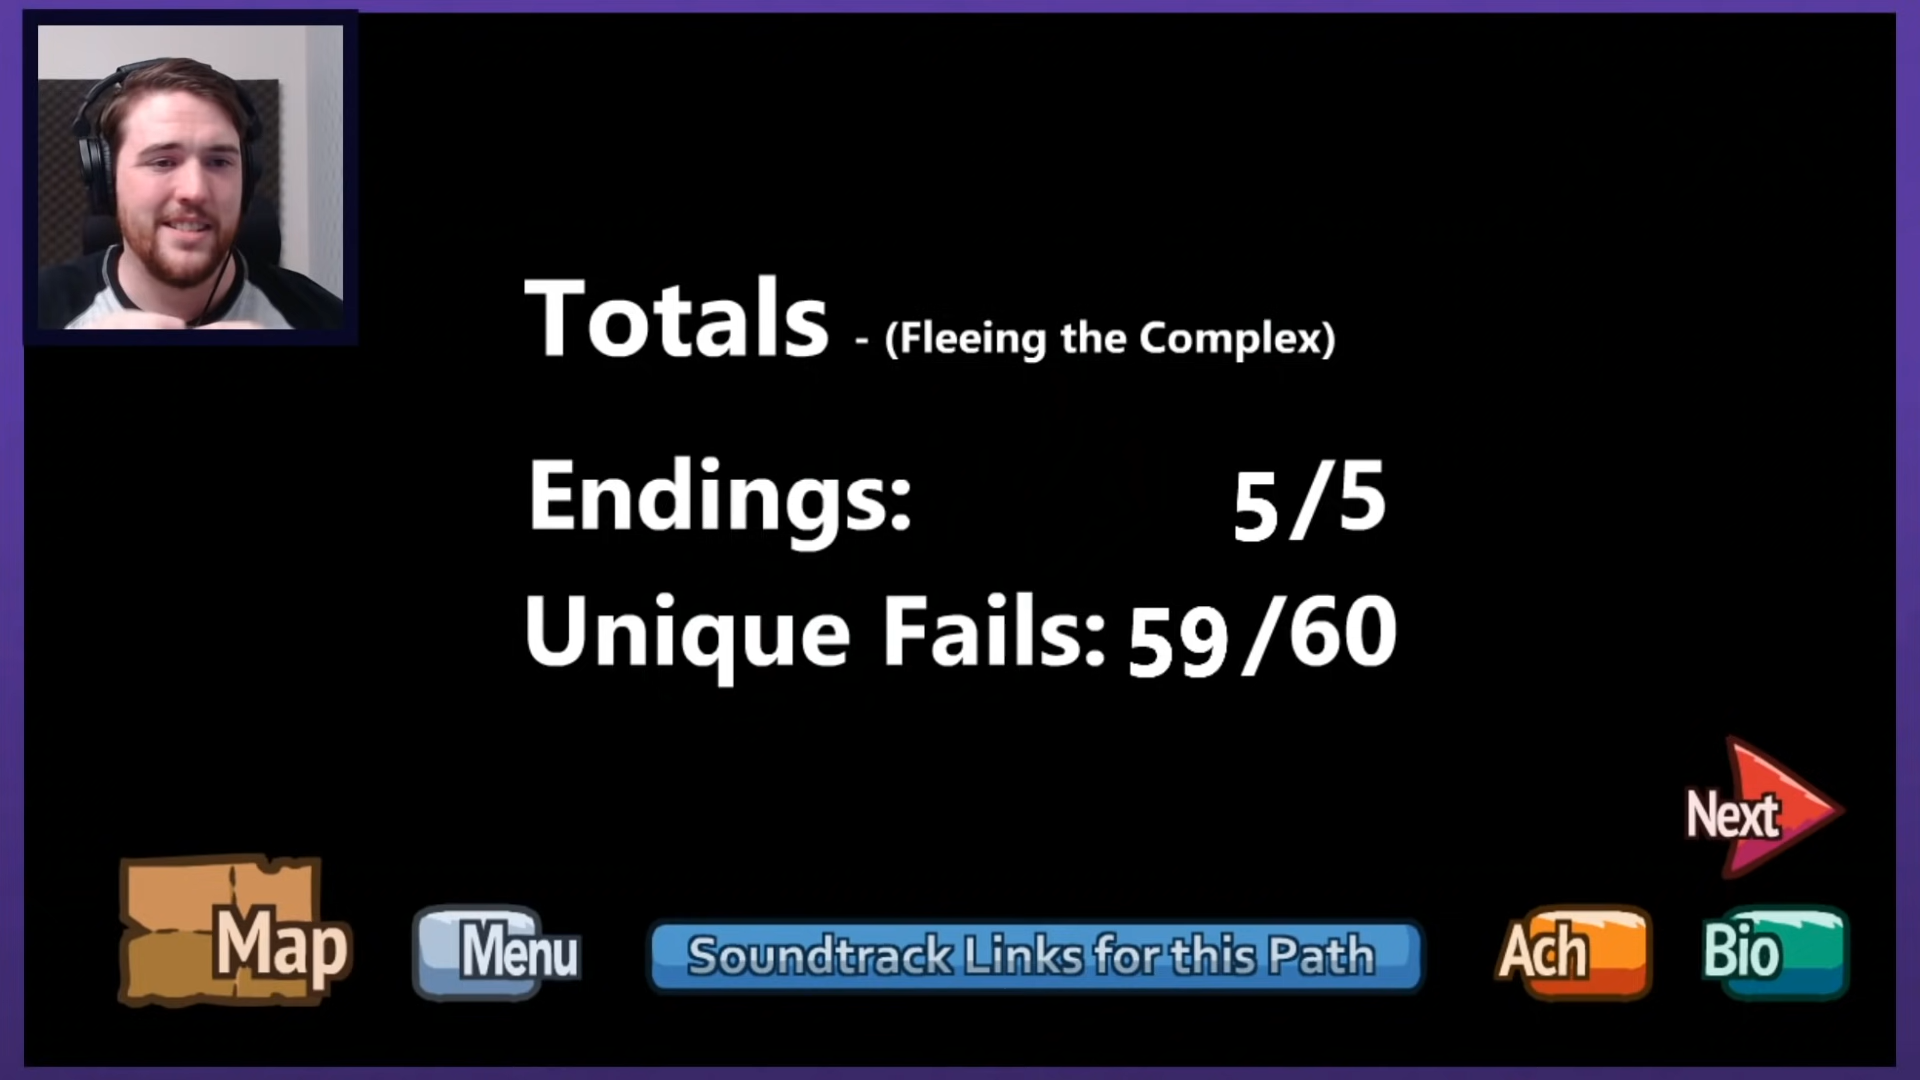 Totals - (Fleeing the Complex)
Endings: 5/5
Unique Fails: 59/60
Next
Map
Menu
Soundtrack Links for this Path
Ach
Bio